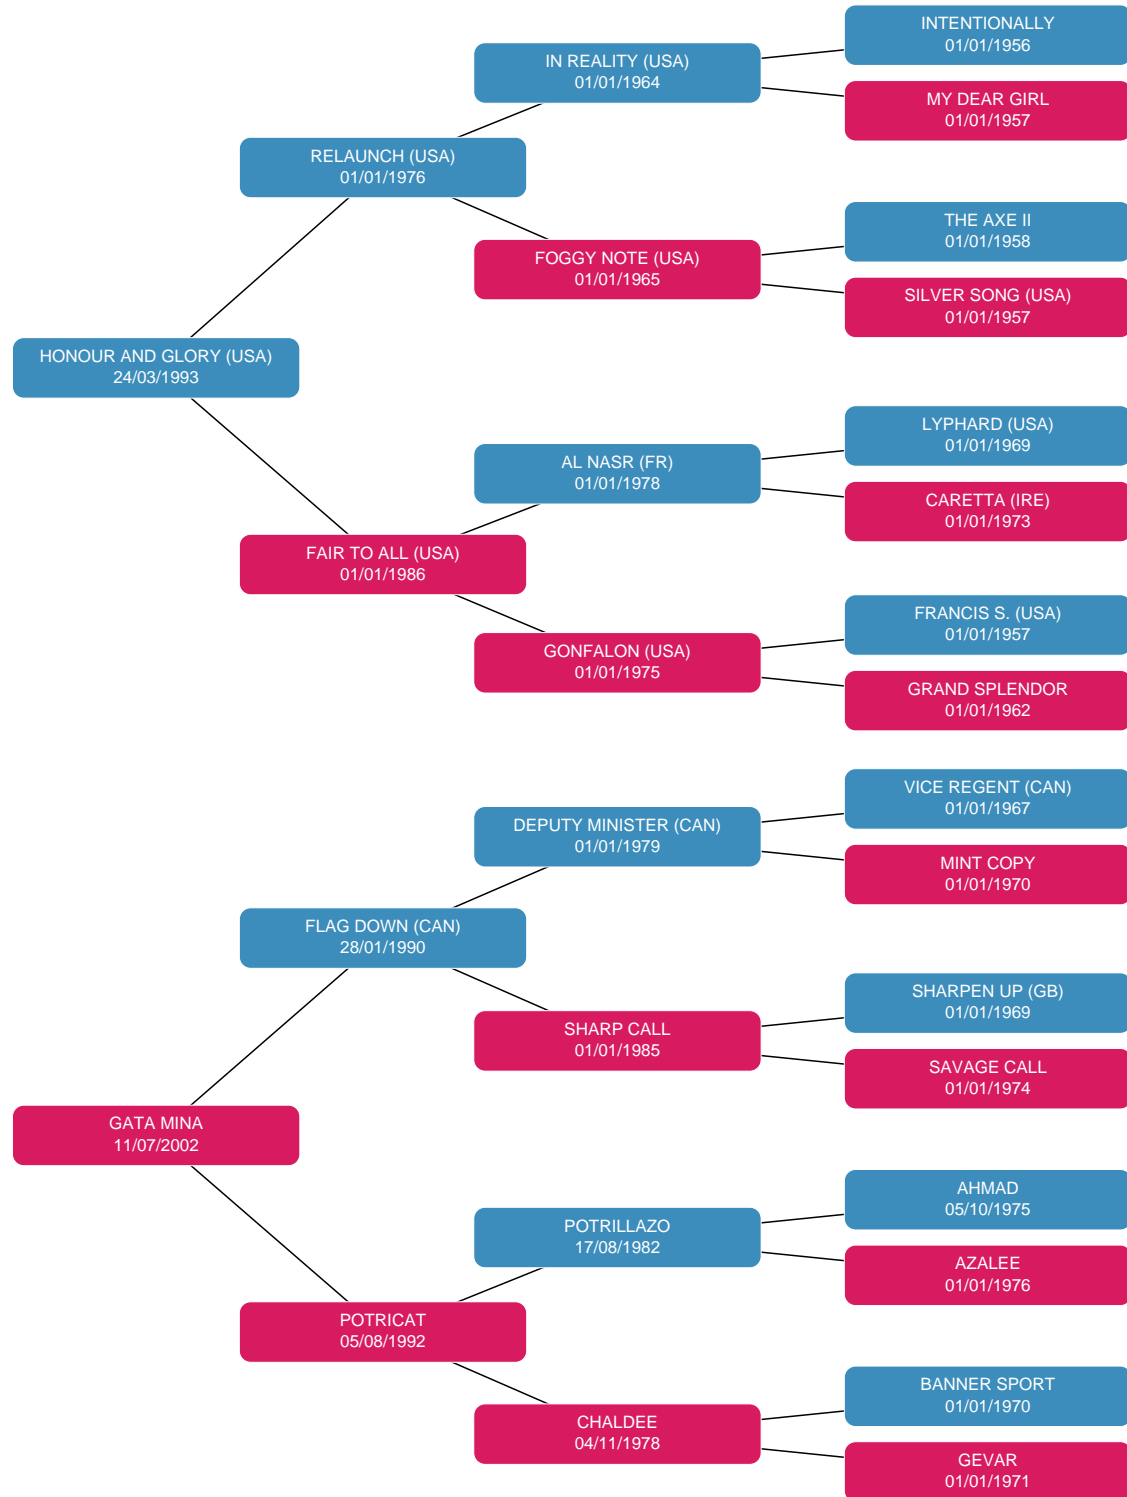 INTENTIONALLY
01/01/1956
IN REALITY (USA)
01/01/1964
MY DEAR GIRL
01/01/1957
RELAUNCH (USA)
01/01/1976
THE AXE II
01/01/1958
FOGGY NOTE (USA)
01/01/1965
SILVER SONG (USA)
01/01/1957
HONOUR AND GLORY (USA)
24/03/1993
LYPHARD (USA)
01/01/1969
AL NASR (FR)
01/01/1978
CARETTA (IRE)
01/01/1973
FAIR TO ALL (USA)
01/01/1986
FRANCIS S. (USA)
01/01/1957
GONFALON (USA)
01/01/1975
GRAND SPLENDOR
01/01/1962
VICE REGENT (CAN)
01/01/1967
DEPUTY MINISTER (CAN)
01/01/1979
MINT COPY
01/01/1970
FLAG DOWN (CAN)
28/01/1990
SHARPEN UP (GB)
01/01/1969
SHARP CALL
01/01/1985
SAVAGE CALL
01/01/1974
GATA MINA
11/07/2002
AHMAD
05/10/1975
POTRILLAZO
17/08/1982
AZALEE
01/01/1976
POTRICAT
05/08/1992
BANNER SPORT
01/01/1970
CHALDEE
04/11/1978
GEVAR
01/01/1971